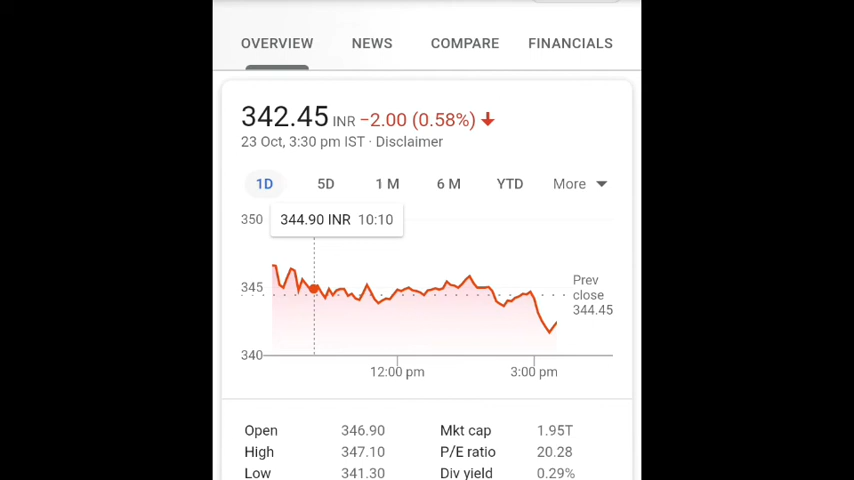 OVERVIEW NEWS COMPARE FINANCIALS
342.45 INR −2.00 (0.58%) ↓
23 Oct, 3:30 pm IST · Disclaimer
1D 5D 1 M 6 M YTD More
350
344.90 INR 10:10
345
Prev
close
344.45
340
12:00 pm 3:00 pm
Open 346.90 Mkt cap 1.95T
High 347.10 P/E ratio 20.28
Low 341.30 Div yield 0.29%